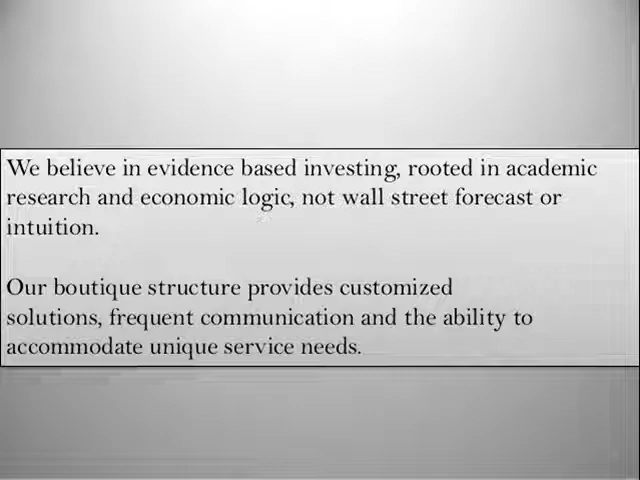 We believe in evidence based investing, rooted in academic
research and economic logic, not wall street forecast or
intuition.
Our boutique structure provides customized
solutions, frequent communication and the ability to
accommodate unique service needs.